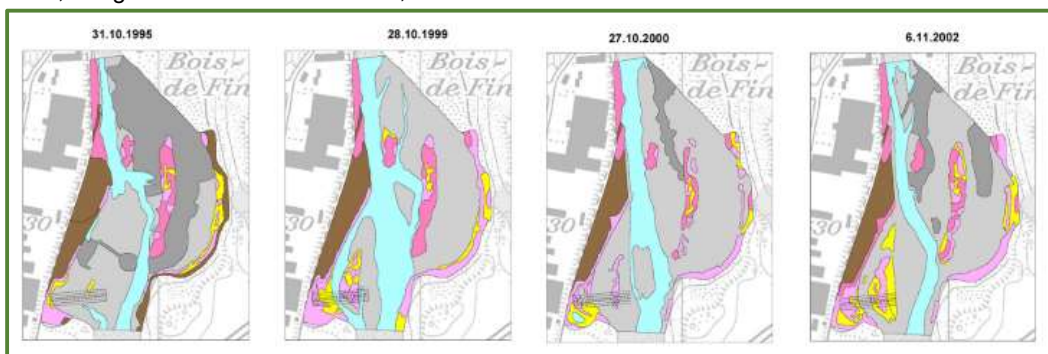 31.10.1995
28.10.1999
27.10.2000
6.11.2002
Bois-
de Fin
30
Bois-
de Fin
30
Bois-
de Fin
30
Bois-
de Fin
30